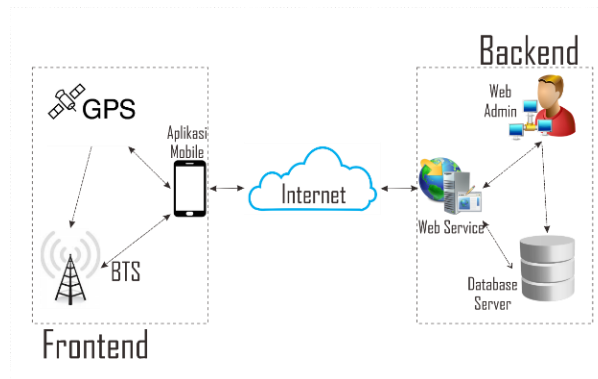 Backend
GPS
Web
Admin
Aplikasi
Mobile
Internet
Web Service
BTS
Database
Server
Frontend